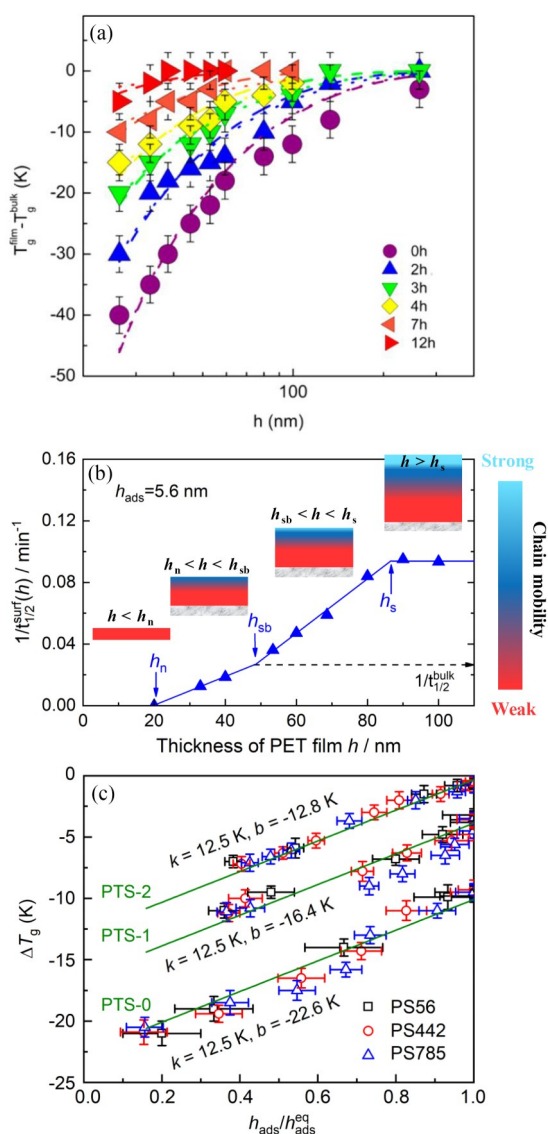 (a)
0
-10
-20
-30
-40
-50
T_g^film-T_g^bulk (K)
0h
2h
3h
4h
7h
12h
100
h (nm)
(b)
h_ads=5.6 nm
h > h_s
h_sb < h < h_s
h_n < h < h_sb
h < h_n
h_n
h_sb
h_s
1/t_1/2^bulk
0.16
0.12
0.08
0.04
0.00
1/t_1/2^surf(h) / min^-1
0 20 40 60 80 100
Thickness of PET film h / nm
Strong
Chain mobility
Weak
(c)
0
-5
-10
-15
-20
-25
ΔT_g (K)
k = 12.5 K, b = -12.8 K
PTS-2
k = 12.5 K, b = -16.4 K
PTS-1
PTS-0
k = 12.5 K, b = -22.6 K
PS56
PS442
PS785
0.0 0.2 0.4 0.6 0.8 1.0
h_ads/h_ads^eq